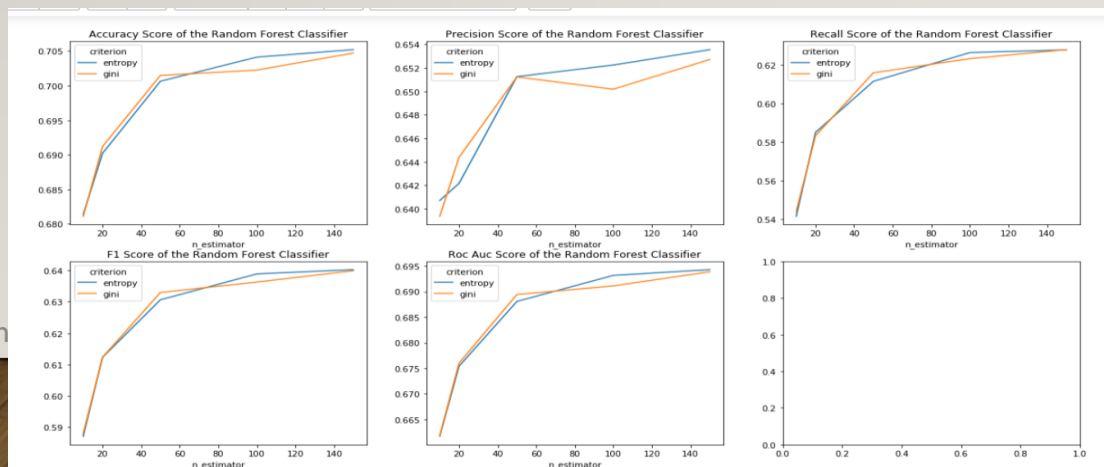 Accuracy Score of the Random Forest Classifier
criterion
entropy
gini
0.705
0.700
0.695
0.690
0.685
0.680
20 40 60 80 100 120 140
n_estimator
Precision Score of the Random Forest Classifier
criterion
entropy
gini
0.654
0.652
0.650
0.648
0.646
0.644
0.642
0.640
20 40 60 80 100 120 140
n_estimator
Recall Score of the Random Forest Classifier
criterion
entropy
gini
0.62
0.60
0.58
0.56
0.54
20 40 60 80 100 120 140
n_estimator
F1 Score of the Random Forest Classifier
criterion
entropy
gini
0.64
0.63
0.62
0.61
0.60
0.59
20 40 60 80 100 120 140
n_estimator
Roc Auc Score of the Random Forest Classifier
criterion
entropy
gini
0.695
0.690
0.685
0.680
0.675
0.670
0.665
20 40 60 80 100 120 140
n_estimator
1.0
0.8
0.6
0.4
0.2
0.0
0.0 0.2 0.4 0.6 0.8 1.0